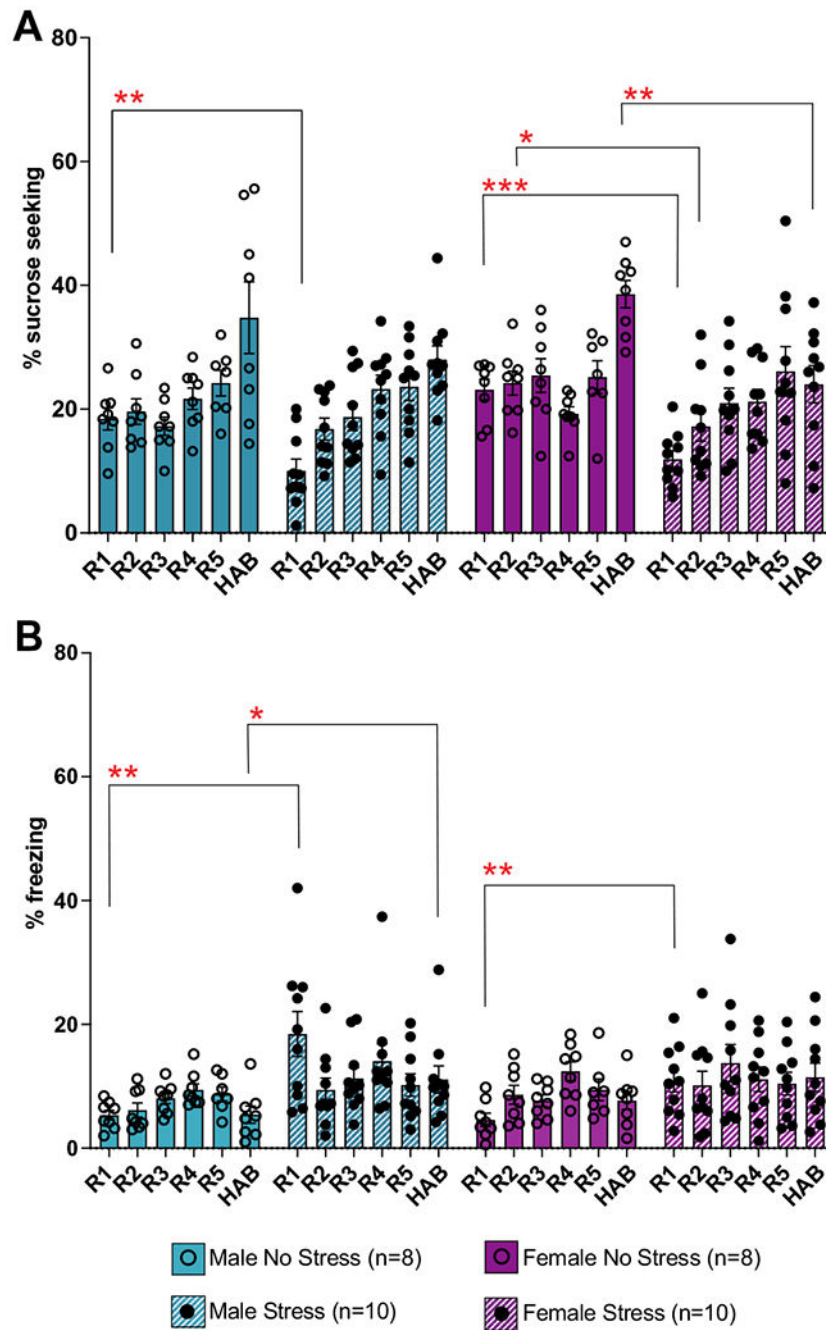 A
80
60
40
20
0
% sucrose seeking
**
***
*
**
R1 R2 R3 R4 R5 HAB R1 R2 R3 R4 R5 HAB R1 R2 R3 R4 R5 HAB R1 R2 R3 R4 R5 HAB
B
80
60
40
20
0
% freezing
**
*
**
R1 R2 R3 R4 R5 HAB R1 R2 R3 R4 R5 HAB R1 R2 R3 R4 R5 HAB R1 R2 R3 R4 R5 HAB
Male No Stress (n=8) Female No Stress (n=8)
Male Stress (n=10) Female Stress (n=10)